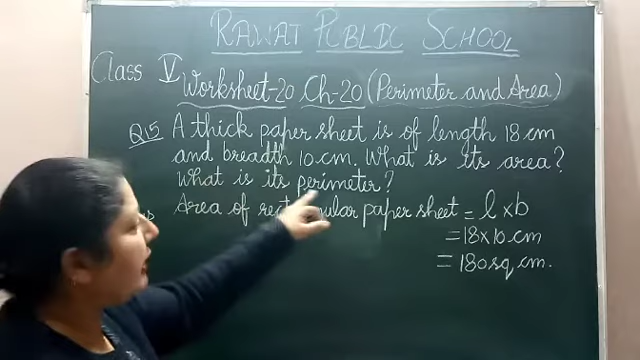 RAWAT PUBLIC SCHOOL
Class V
Worksheet-20 Ch-20 (Perimeter and Area)
Q15 A thick paper sheet is of length 18 cm
and breadth 10 cm. What is its area?
What is its perimeter?
Area of rectangular paper sheet = l x b
= 18 x 10 cm
= 180 sq cm.